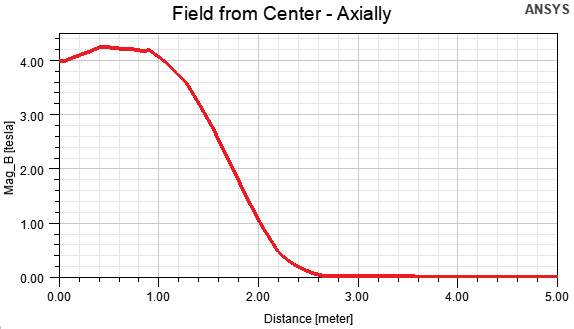 Field from Center - Axially
ANSYS
Mag_B [tesla]
4.00
3.00
2.00
1.00
0.00
0.00 1.00 2.00 3.00 4.00 5.00
Distance [meter]